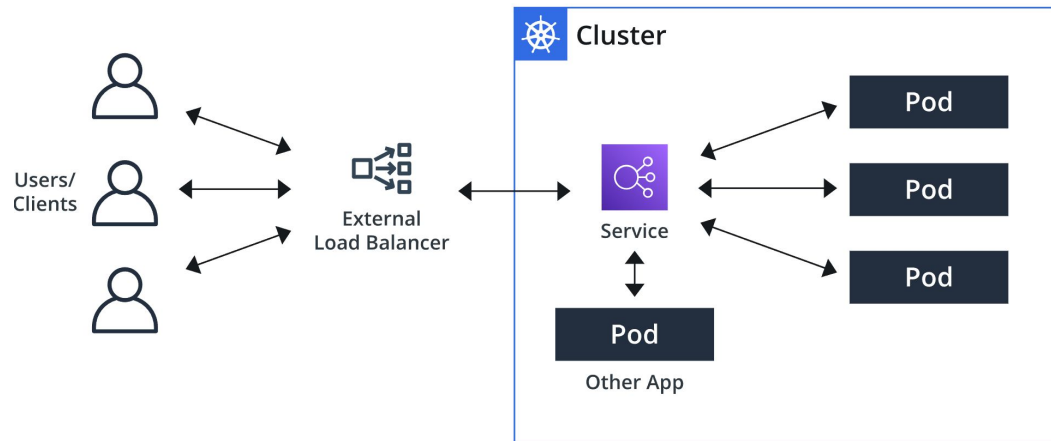 Cluster
Pod
Users/
Clients
Pod
External
Load Balancer
Service
Pod
Pod
Other App